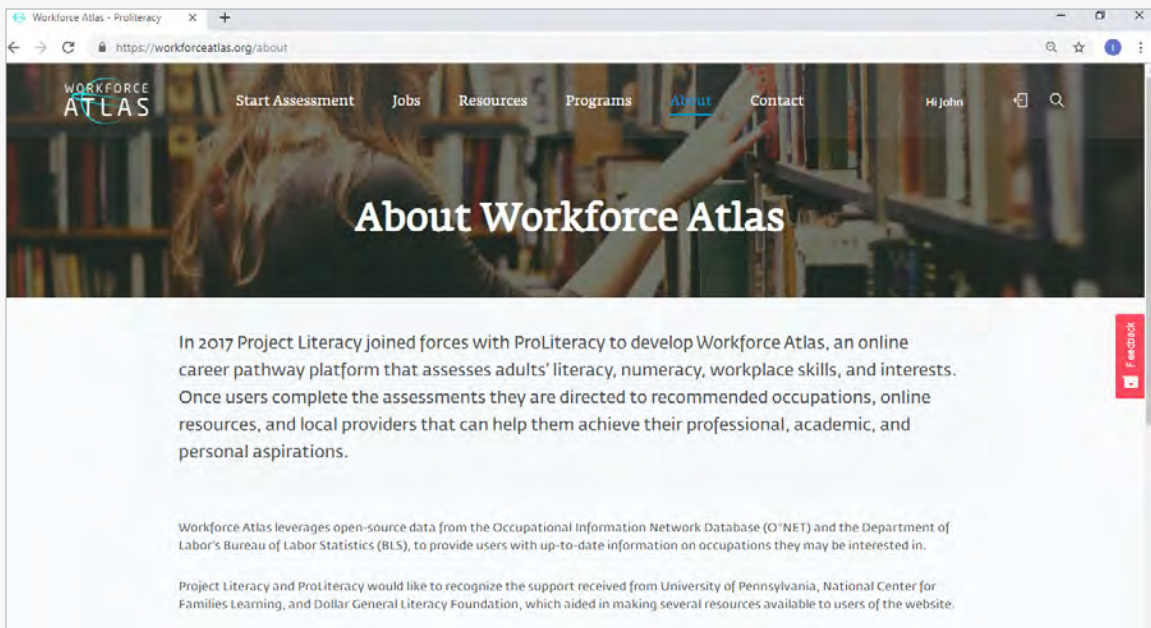 Workforce Atlas - Proliteracy
https://workforceatlas.org/about
WORKFORCE
ATLAS
Start Assessment Jobs Resources Programs About Contact Hi John
About Workforce Atlas
Feedback
In 2017 Project Literacy joined forces with ProLiteracy to develop Workforce Atlas, an online
career pathway platform that assesses adults' literacy, numeracy, workplace skills, and interests.
Once users complete the assessments they are directed to recommended occupations, online
resources, and local providers that can help them achieve their professional, academic, and
personal aspirations.
Workforce Atlas leverages open-source data from the Occupational Information Network Database (O*NET) and the Department of
Labor's Bureau of Labor Statistics (BLS), to provide users with up-to-date information on occupations they may be interested in.
Project Literacy and ProLiteracy would like to recognize the support received from University of Pennsylvania, National Center for
Families Learning, and Dollar General Literacy Foundation, which aided in making several resources available to users of the website.